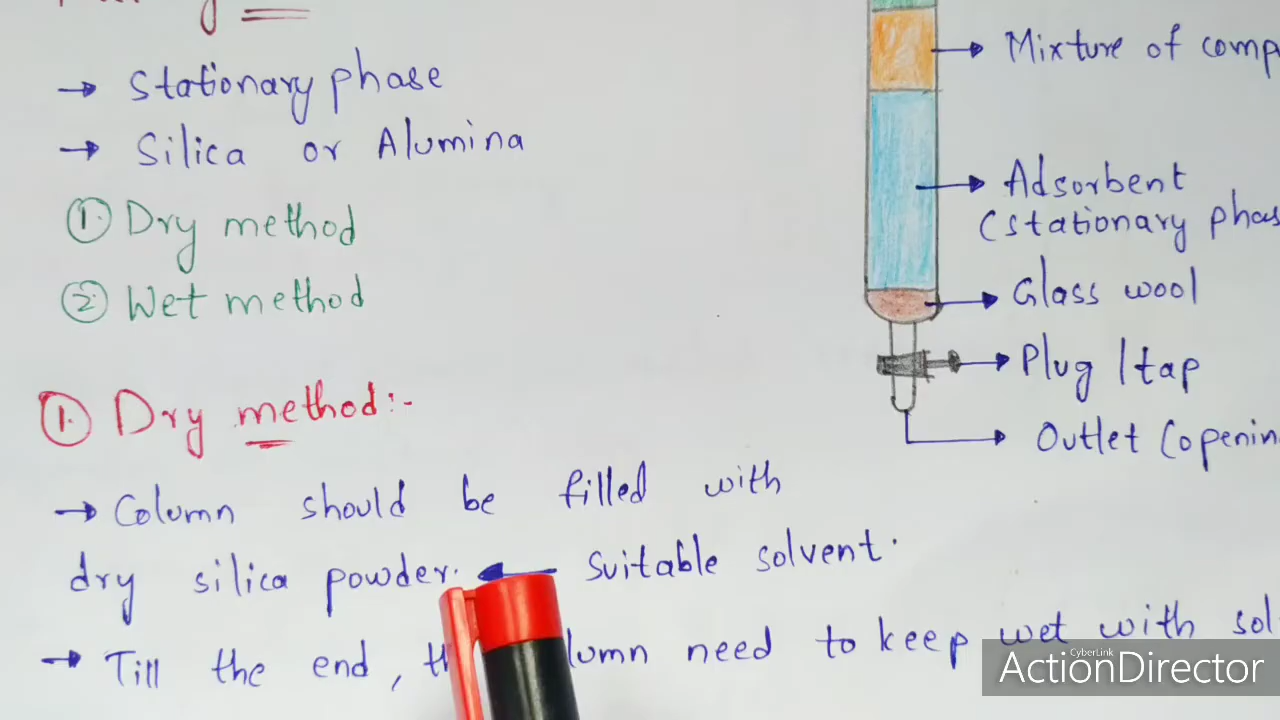 → Stationary phase
→ Silica or Alumina
① Dry method
② Wet method
① Dry method:-
→ Column should be filled with
dry silica powder. ← suitable solvent.
→ Till the end, lumn need to keep wet with sol
→ Mixture of comp
→ Adsorbent
(stationary phas
→ Glass wool
→ Plug / tap
→ Outlet (openin
CyberLink
ActionDirector